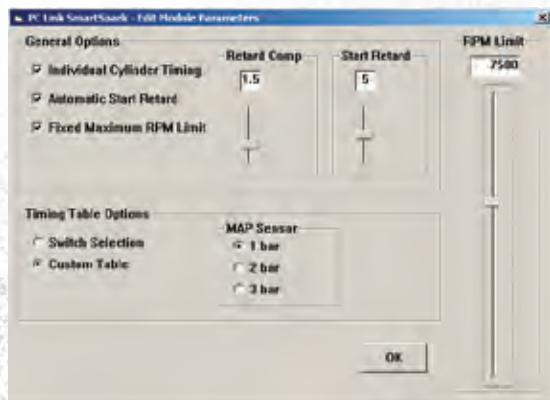 PC Link SmartSpark - Edit Module Parameters
General Options
Individual Cylinder Timing
Automatic Start Retard
Fixed Maximum RPM Limit
Retard Comp
1.5
Start Retard
5
RPM Limit
7500
Timing Table Options
Switch Selection
Custom Table
MAP Sensor
1 bar
2 bar
3 bar
OK